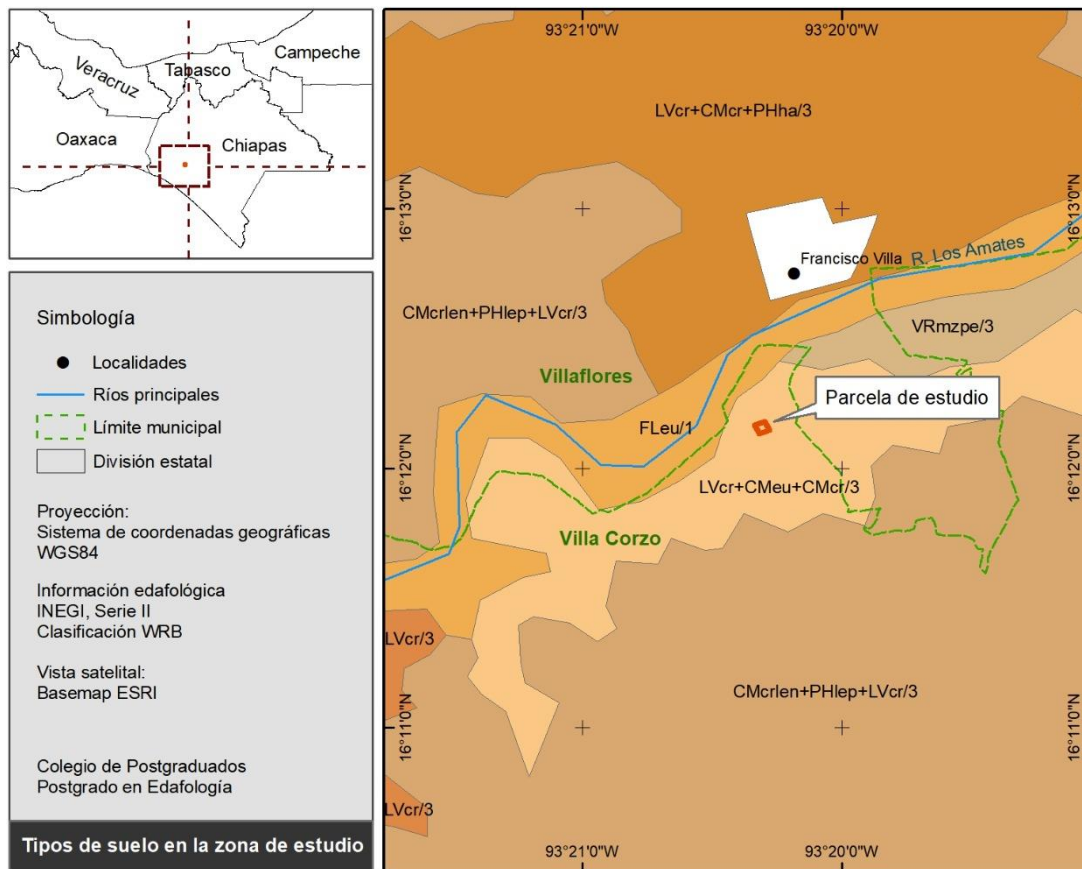 Campeche
Tabasco
Veracruz
Oaxaca
Chiapas
Simbología
Localidades
Ríos principales
Límite municipal
División estatal
Proyección:
Sistema de coordenadas geográficas
WGS84
Información edafológica
INEGI, Serie II
Clasificación WRB
Vista satelital:
Basemap ESRI
Colegio de Postgraduados
Postgrado en Edafología
Tipos de suelo en la zona de estudio
93°21'0"W
93°20'0"W
LVcr+CMcr+PHha/3
16°13'0"N
16°13'0"N
Francisco Villa
R. Los Amates
CMcrlen+PHlep+LVcr/3
VRmzpe/3
Villaflores
Parcela de estudio
FLeu/1
16°12'0"N
16°12'0"N
LVcr+CMeu+CMcr/3
Villa Corzo
LVcr/3
CMcrlen+PHlep+LVcr/3
16°11'0"N
16°11'0"N
LVcr/3
93°21'0"W
93°20'0"W